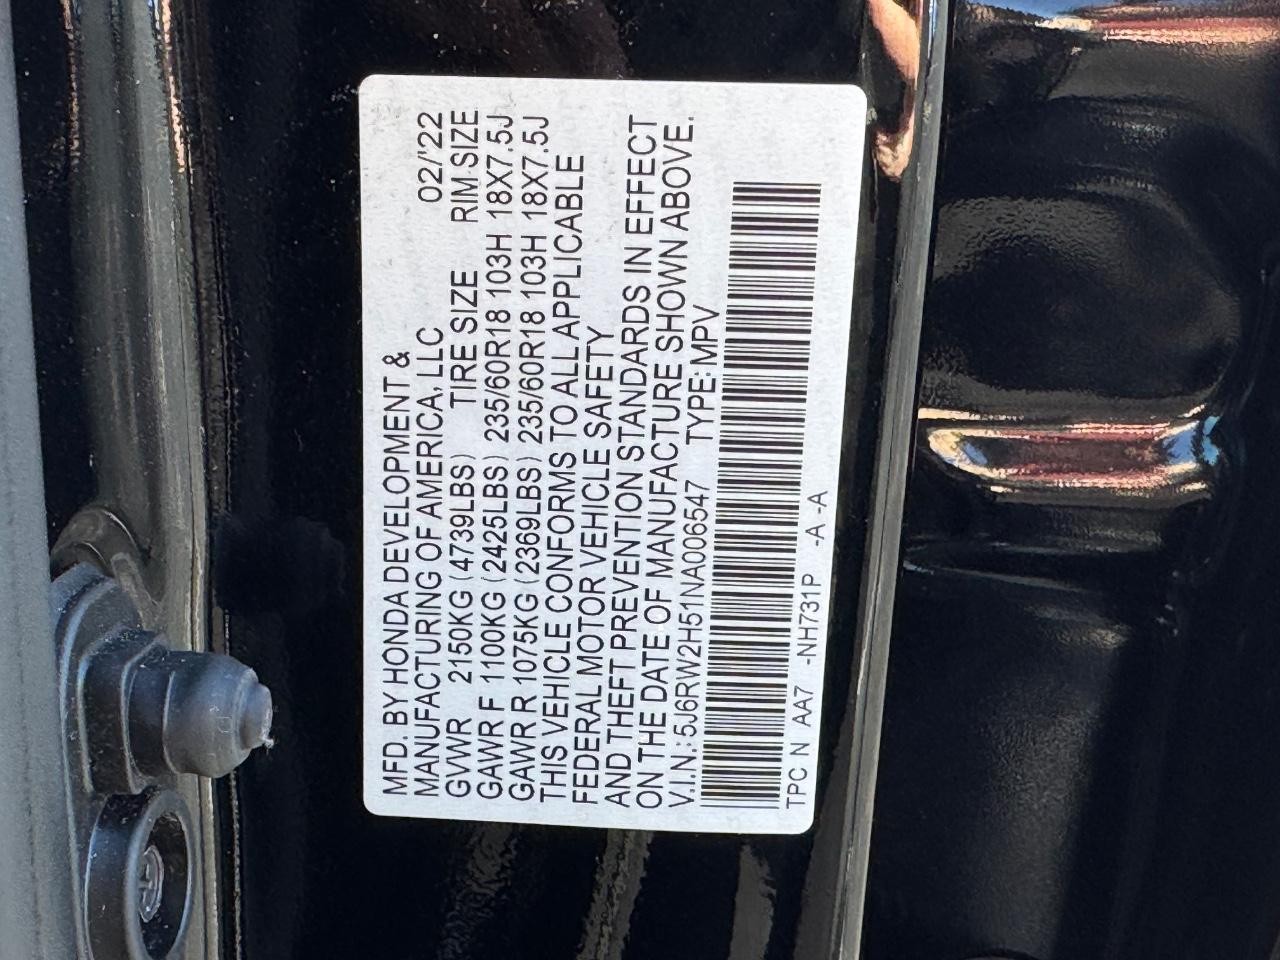 MFD. BY HONDA DEVELOPMENT &
MANUFACTURING OF AMERICA, LLC 02/'22
GVWR 2150KG (4739LBS) TIRE SIZE RIM SIZE
GAWR F 1100KG (2425LBS) 235/60R18 103H 18X7.5J
GAWR R 1075KG (2369LBS) 235/60R18 103H 18X7.5J
THIS VEHICLE CONFORMS TO ALL APPLICABLE
FEDERAL MOTOR VEHICLE SAFETY
AND THEFT PREVENTION STANDARDS IN EFFECT
ON THE DATE OF MANUFACTURE SHOWN ABOVE.
V.I.N.: 5J6RW2H51NA006547 TYPE: MPV
TPC N AA7 -NH731P -A -A